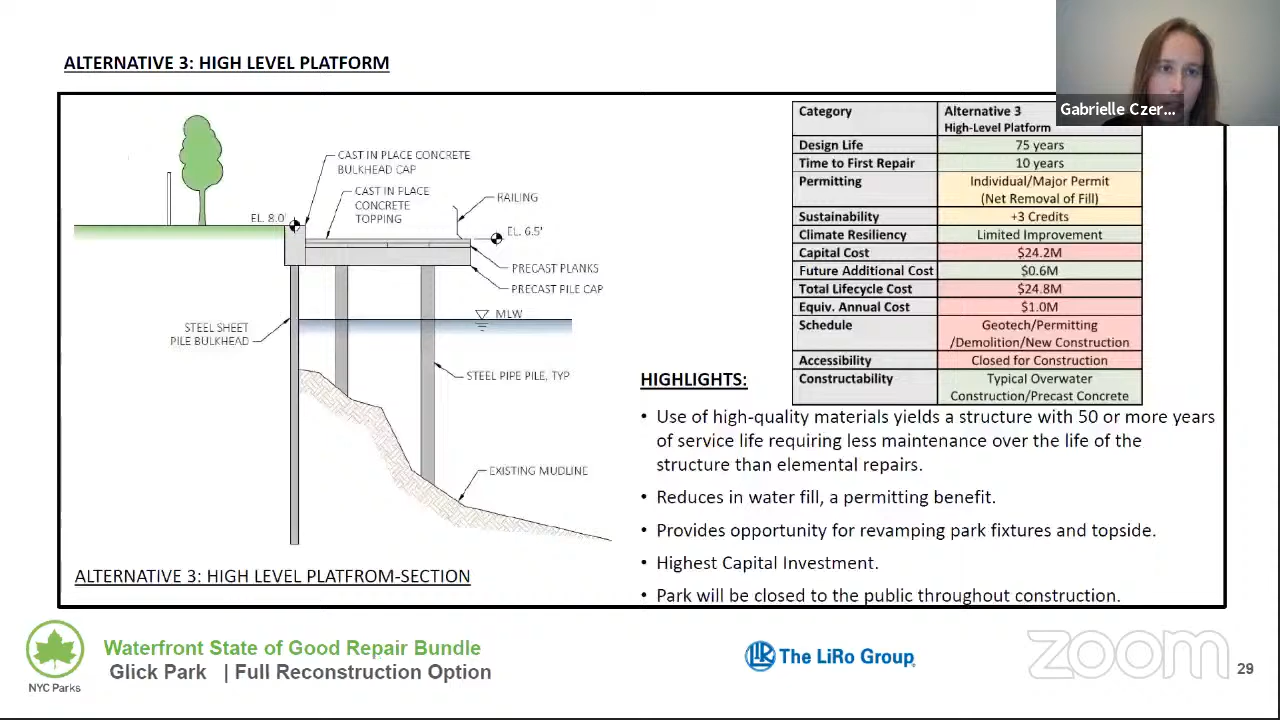 ALTERNATIVE 3: HIGH LEVEL PLATFORM
Gabrielle Czer...
CAST IN PLACE CONCRETE
BULKHEAD CAP
CAST IN PLACE
CONCRETE
TOPPING
RAILING
EL. 8.0'
EL. 6.5'
PRECAST PLANKS
PRECAST PILE CAP
MLW
STEEL SHEET
PILE BULKHEAD
STEEL PIPE PILE, TYP
EXISTING MUDLINE
ALTERNATIVE 3: HIGH LEVEL PLATFROM-SECTION
Category Alternative 3
High-Level Platform
Design Life 75 years
Time to First Repair 10 years
Permitting Individual/Major Permit
(Net Removal of Fill)
Sustainability +3 Credits
Climate Resiliency Limited Improvement
Capital Cost $24.2M
Future Additional Cost $0.6M
Total Lifecycle Cost $24.8M
Equiv. Annual Cost $1.0M
Schedule Geotech/Permitting
/Demolition/New Construction
Accessibility Closed for Construction
Constructability Typical Overwater
Construction/Precast Concrete
HIGHLIGHTS:
• Use of high-quality materials yields a structure with 50 or more years
of service life requiring less maintenance over the life of the
structure than elemental repairs.
• Reduces in water fill, a permitting benefit.
• Provides opportunity for revamping park fixtures and topside.
• Highest Capital Investment.
• Park will be closed to the public throughout construction.
NYC Parks
Waterfront State of Good Repair Bundle
Glick Park | Full Reconstruction Option
LiRo
The LiRo Group
zoom
29